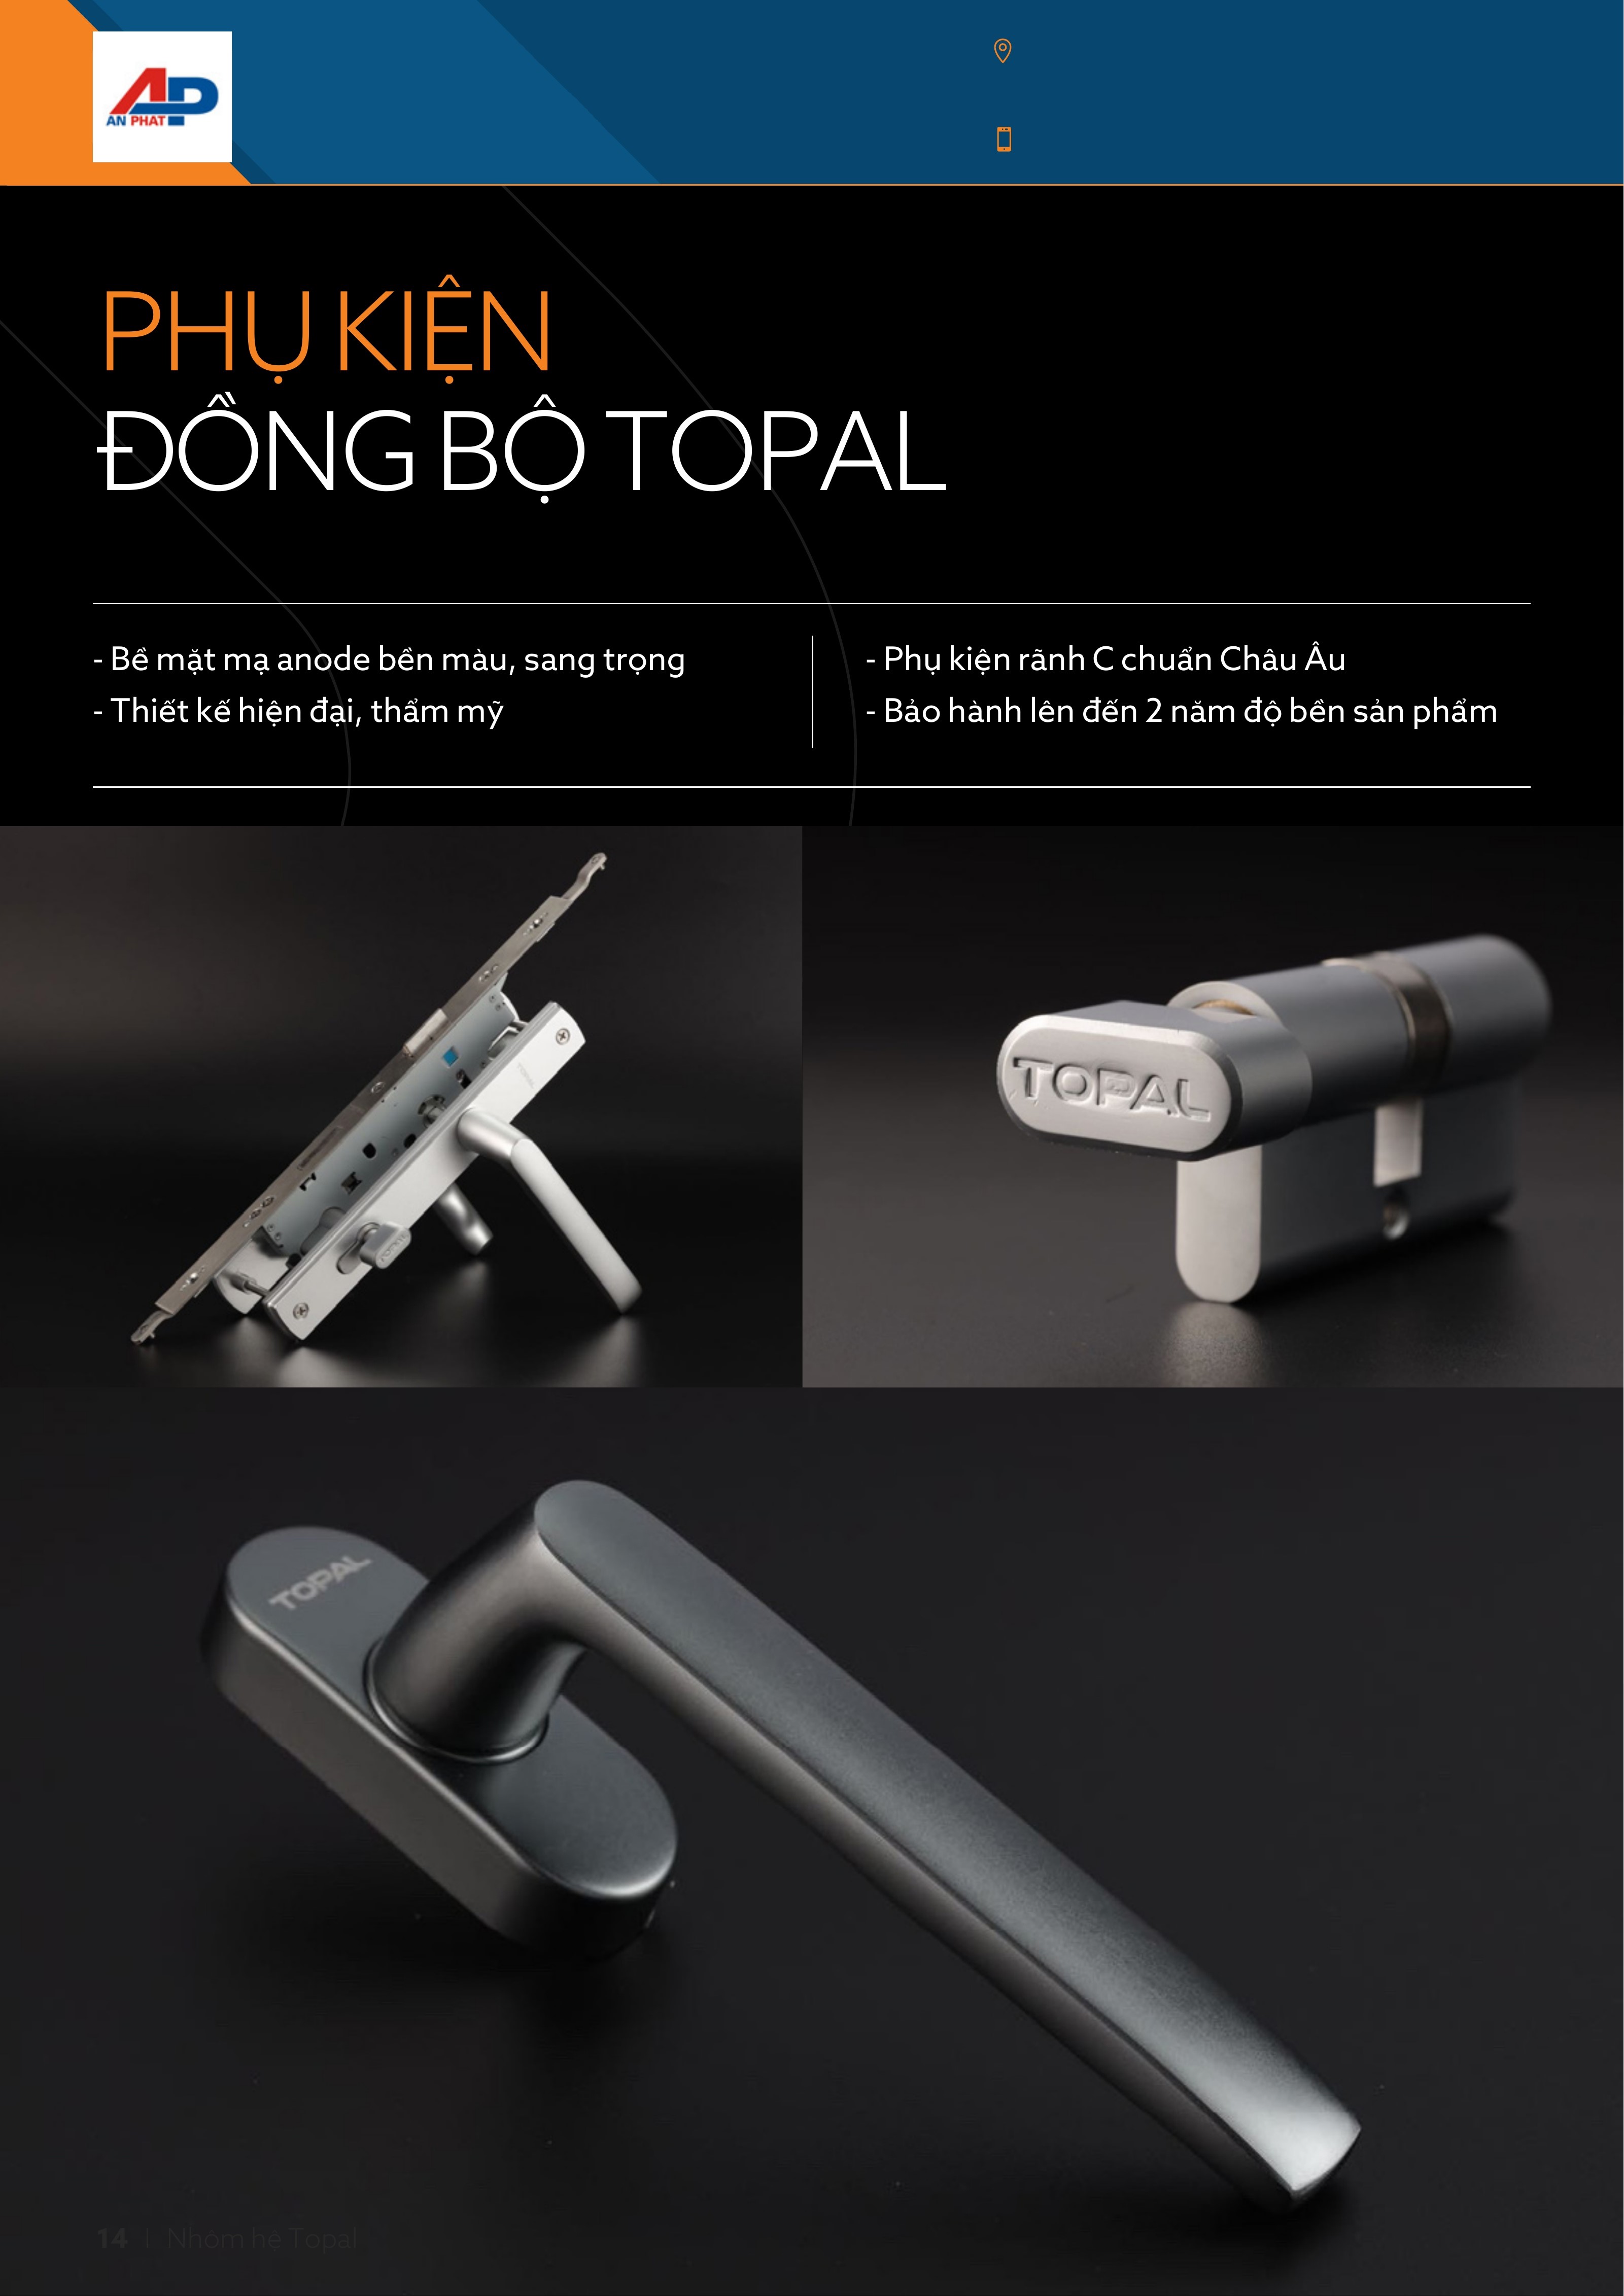 AP
AN PHAT
PHỤ KIỆN
ĐỒNG BỘ TOPAL
- Bề mặt mạ anode bền màu, sang trọng
- Thiết kế hiện đại, thẩm mỹ
- Phụ kiện rãnh C chuẩn Châu Âu
- Bảo hành lên đến 2 năm độ bền sản phẩm
TOPAL
TOPAL
TOPAL
TOPAL
14 | Nhôm hệ Topal